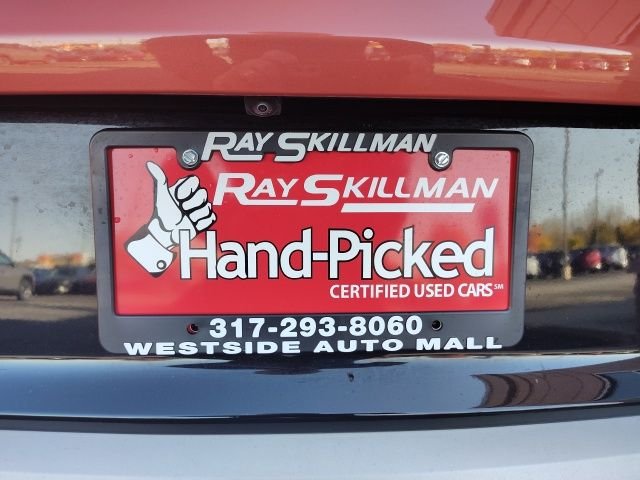 RAY SKILLMAN
RAY SKILLMAN
Hand-Picked
CERTIFIED USED CARS℠
317-293-8060
WESTSIDE AUTO MALL